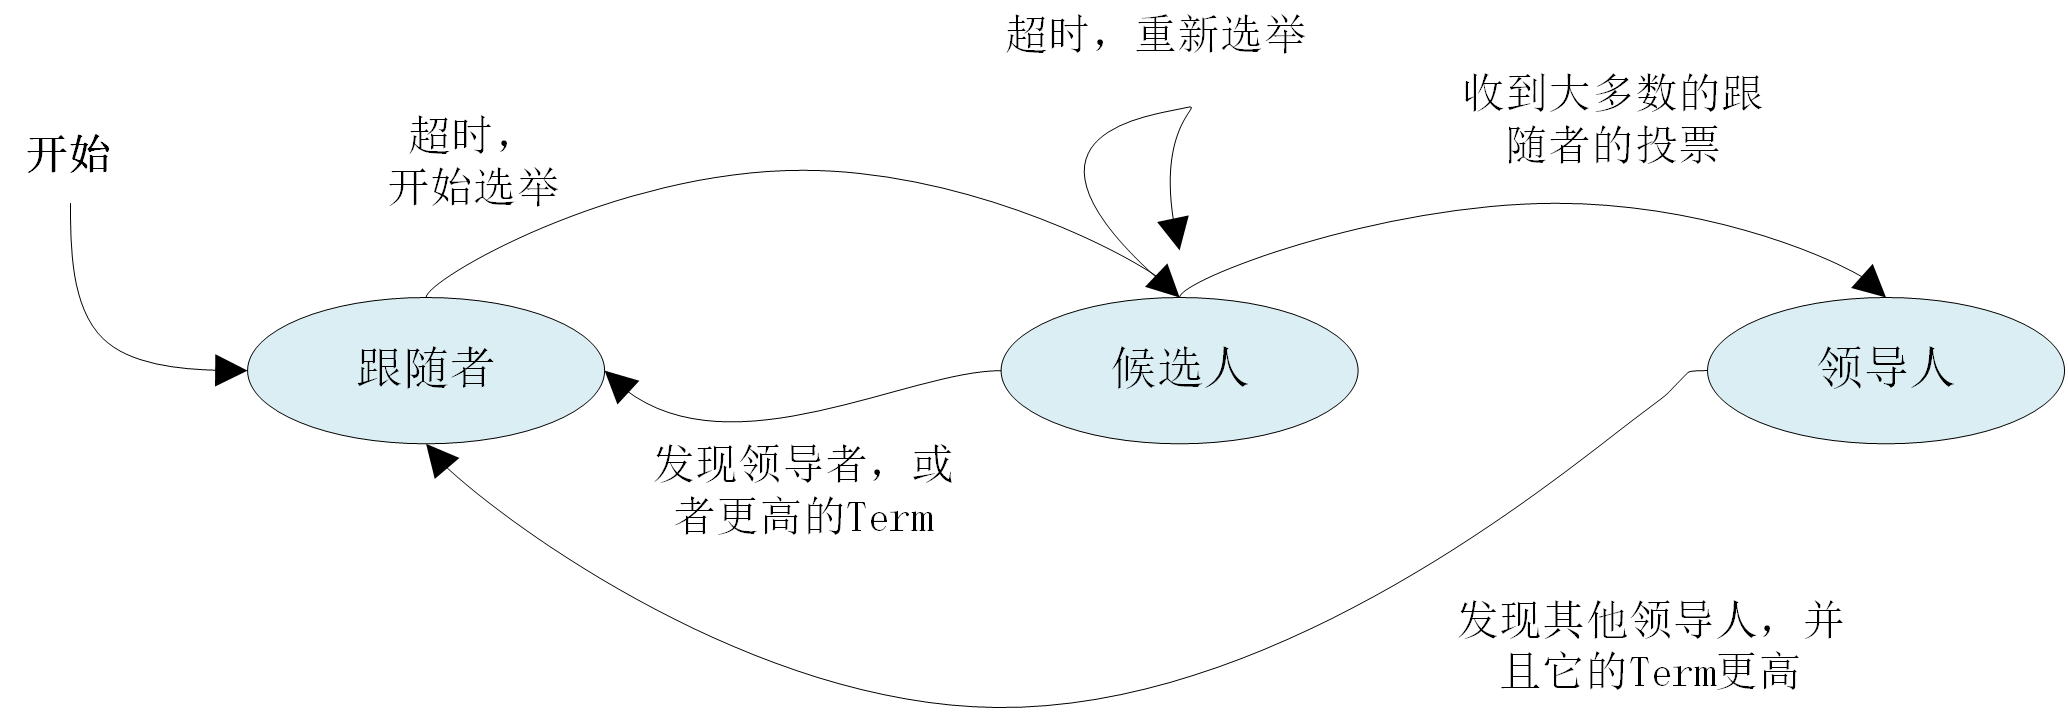 超时，重新选举
收到大多数的跟
随者的投票
开始
超时，
开始选举
跟随者
候选人
领导人
发现领导者，或
者更高的Term
发现其他领导人，并
且它的Term更高